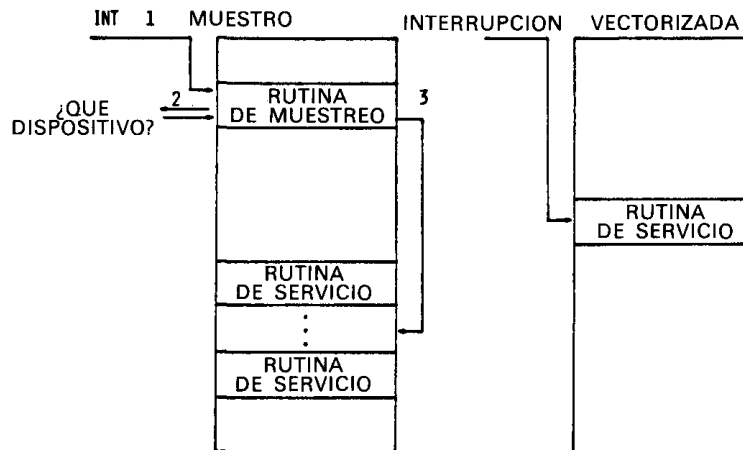 INT 1 MUESTRO INTERRUPCION VECTORIZADA
RUTINA
DE MUESTREO
2
3
¿QUE
DISPOSITIVO?
RUTINA
DE SERVICIO
RUTINA
DE SERVICIO
RUTINA
DE SERVICIO